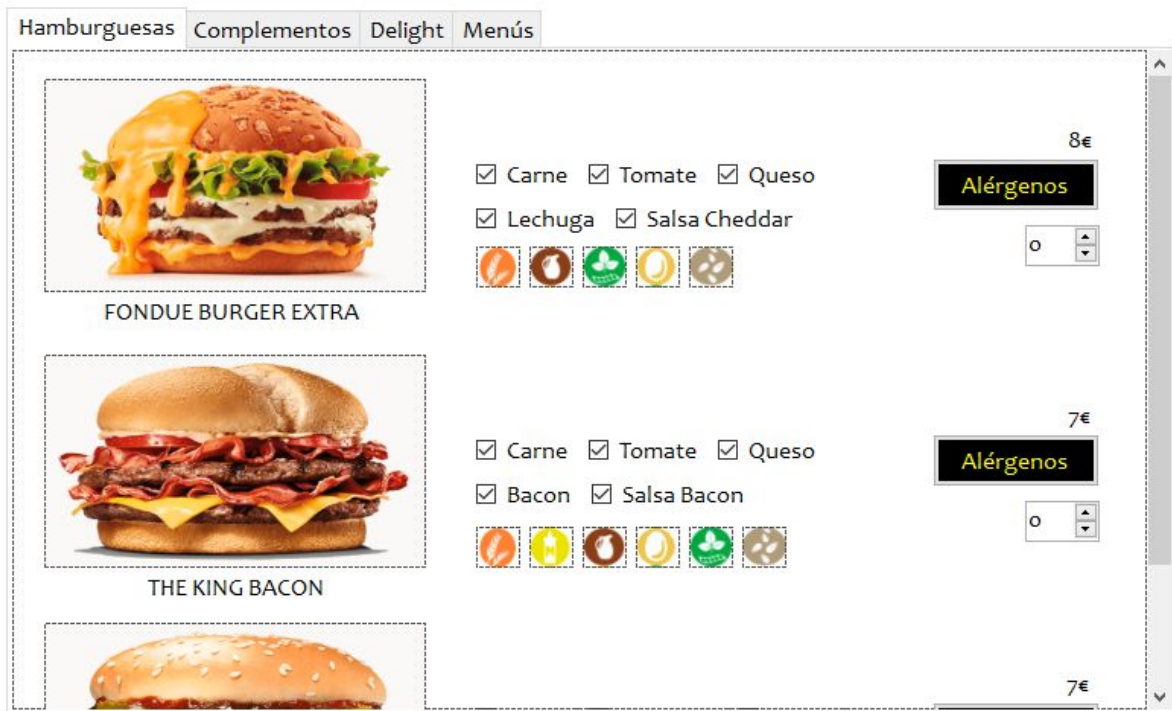 Hamburguesas Complementos Delight Menús
8€
Carne Tomate Queso
Alérgenos
Lechuga Salsa Cheddar
0
FONDUE BURGER EXTRA
7€
Carne Tomate Queso
Alérgenos
Bacon Salsa Bacon
0
THE KING BACON
7€